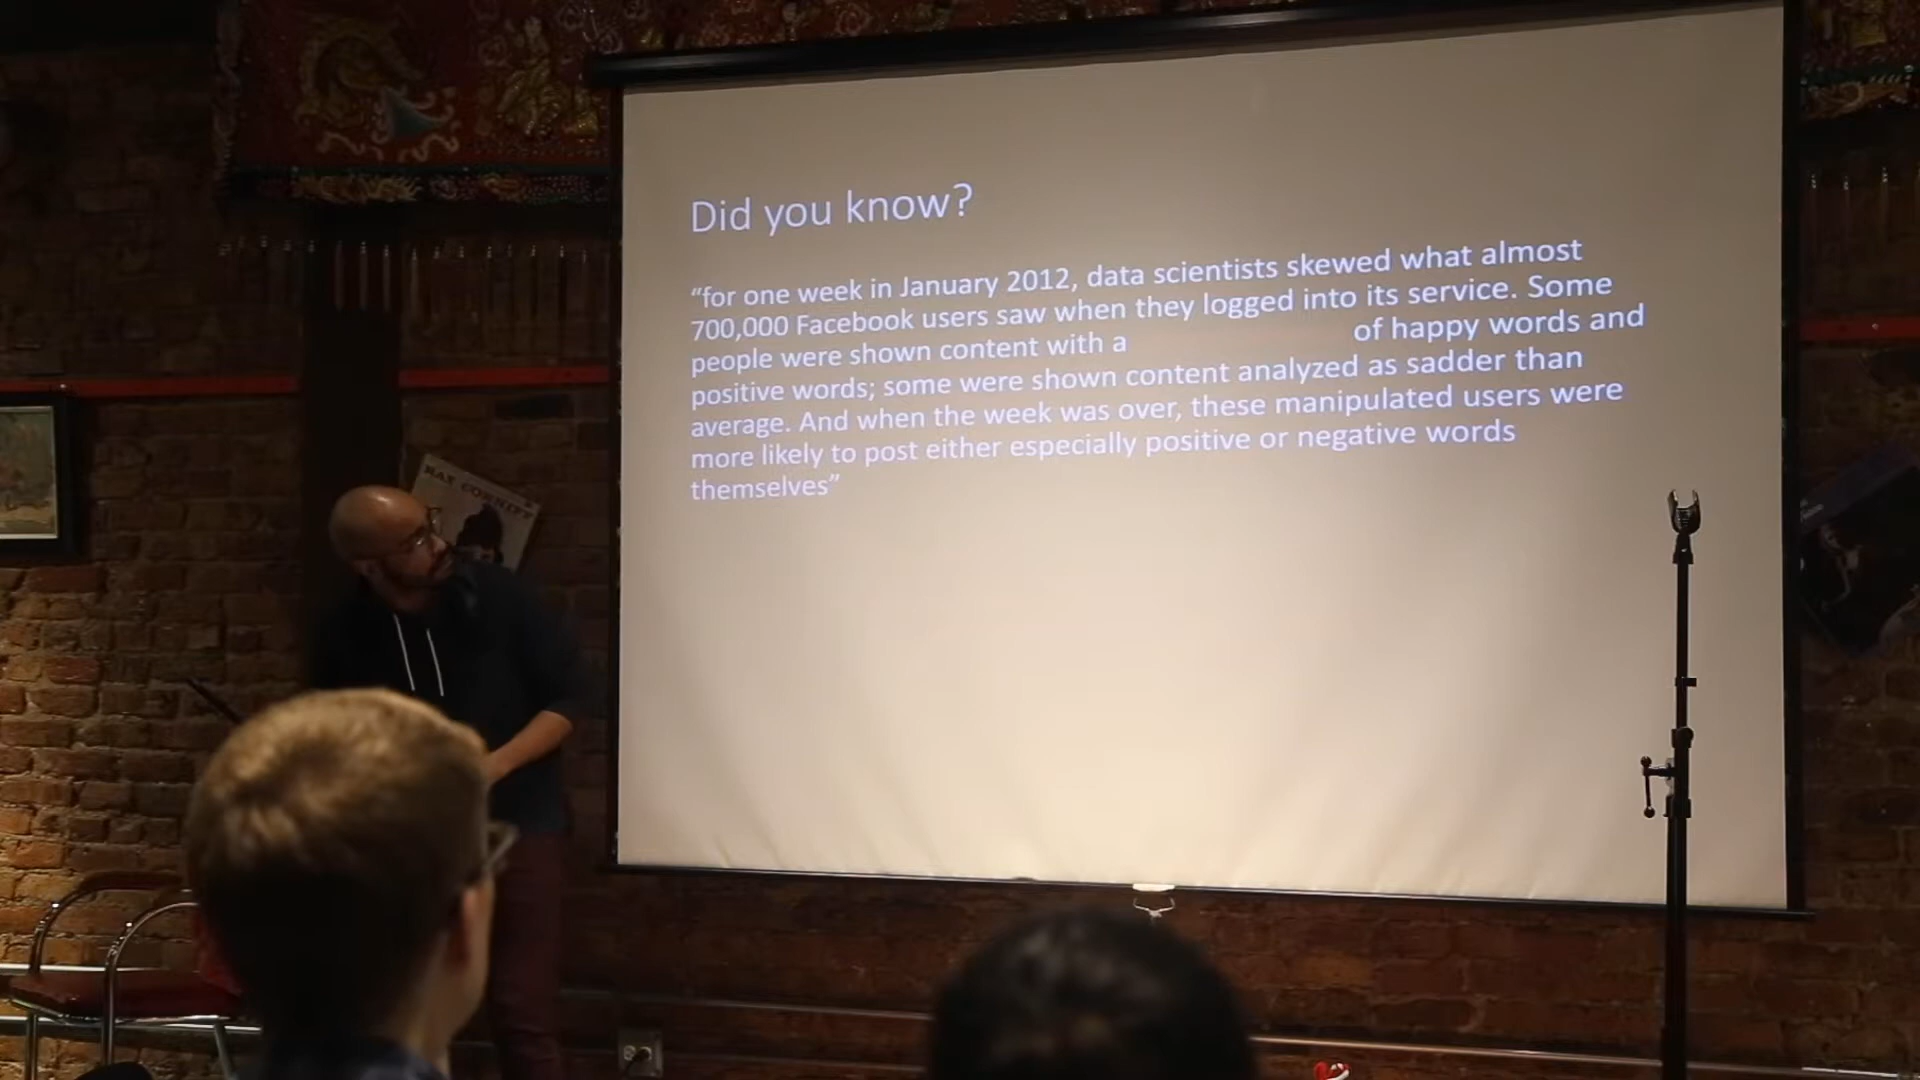 Did you know?
“for one week in January 2012, data scientists skewed what almost
700,000 Facebook users saw when they logged into its service. Some
people were shown content with a of happy words and
positive words; some were shown content analyzed as sadder than
average. And when the week was over, these manipulated users were
more likely to post either especially positive or negative words
themselves”
RAY